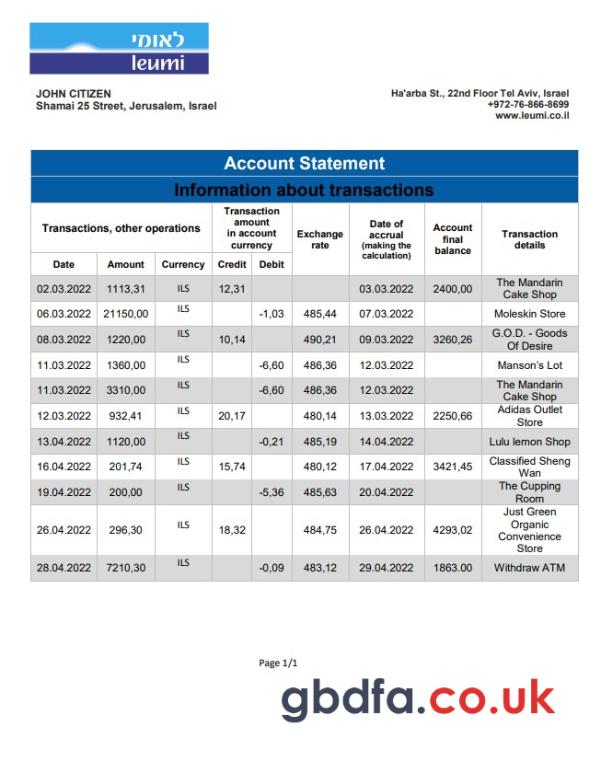 לאומי
leumi
JOHN CITIZEN
Shamai 25 Street, Jerusalem, Israel
Ha'arba St., 22nd Floor Tel Aviv, Israel
+972-76-866-8699
www.leumi.co.il
Account Statement
Information about transactions
Transactions, other operations
Transaction
amount
in account
currency
Exchange
rate
Date of
accrual
(making the
calculation)
Account
final
balance
Transaction
details
Date Amount Currency Credit Debit
02.03.2022 1113,31 ILS 12,31 03.03.2022 2400,00 The Mandarin
Cake Shop
06.03.2022 21150,00 ILS -1,03 485,44 07.03.2022 Moleskin Store
08.03.2022 1220,00 ILS 10,14 490,21 09.03.2022 3260,26 G.O.D. - Goods
Of Desire
11.03.2022 1360,00 ILS -6,60 486,36 12.03.2022 Manson's Lot
11.03.2022 3310,00 ILS -6,60 486,36 12.03.2022 The Mandarin
Cake Shop
12.03.2022 932,41 ILS 20,17 480,14 13.03.2022 2250,66 Adidas Outlet
Store
13.04.2022 1120,00 ILS -0,21 485,19 14.04.2022 Lulu lemon Shop
16.04.2022 201,74 ILS 15,74 480,12 17.04.2022 3421,45 Classified Sheng
Wan
19.04.2022 200,00 ILS -5,36 485,63 20.04.2022 The Cupping
Room
26.04.2022 296,30 ILS 18,32 484,75 26.04.2022 4293,02 Just Green
Organic
Convenience
Store
28.04.2022 7210,30 ILS -0,09 483,12 29.04.2022 1863.00 Withdraw ATM
Page 1/1
gbdfa.co.uk